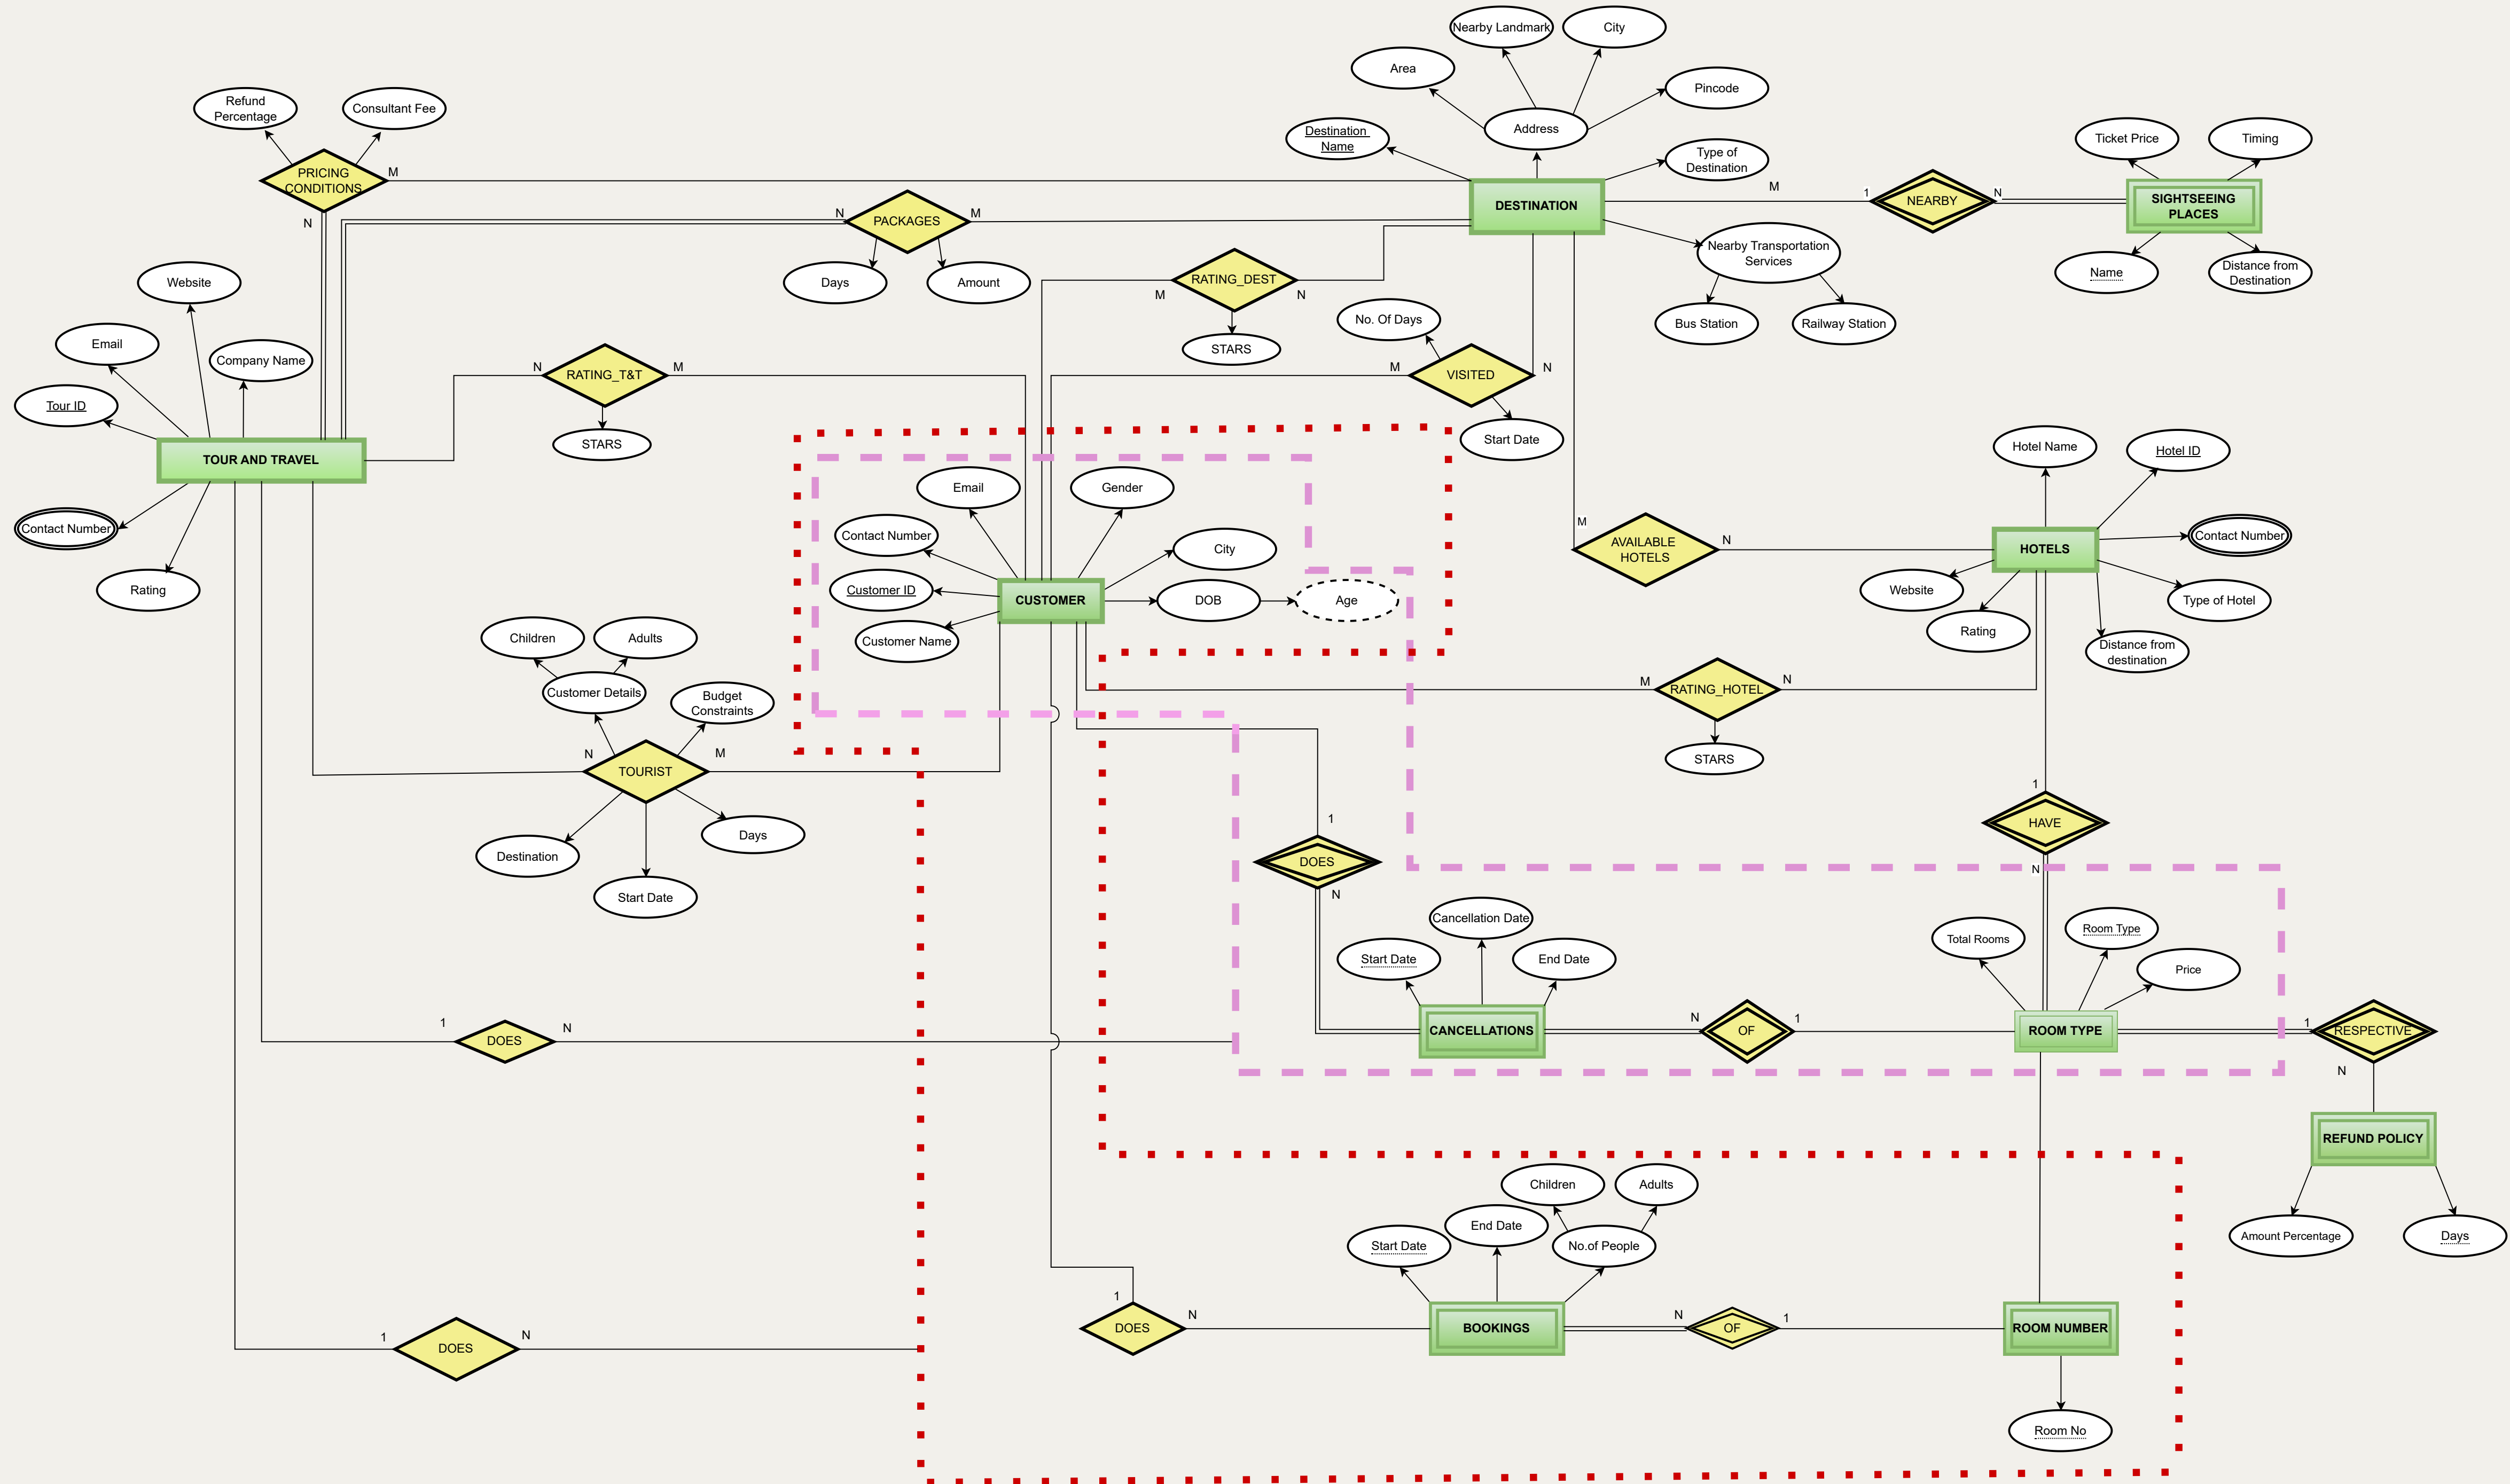 Nearby Landmark
City
Area
Pincode
Address
Refund
Percentage
Consultant Fee
Destination
Name
Type of
Destination
Ticket Price
Timing
PRICING
CONDITIONS
M
N
PACKAGES
N
M
Days
Amount
DESTINATION
M
1
NEARBY
N
SIGHTSEEING
PLACES
Name
Distance from
Destination
Nearby Transportation
Services
Bus Station
Railway Station
RATING_DEST
M
N
STARS
No. Of Days
M
VISITED
N
Start Date
Website
Email
Company Name
Tour ID
TOUR AND TRAVEL
Contact Number
Rating
N
RATING_T&T
M
STARS
Email
Gender
Contact Number
City
Customer ID
CUSTOMER
DOB
Age
Customer Name
M
AVAILABLE
HOTELS
N
Hotel Name
Hotel ID
HOTELS
Contact Number
Website
Type of Hotel
Rating
Distance from
destination
Children
Adults
Customer Details
Budget
Constraints
N
TOURIST
M
Destination
Days
Start Date
M
RATING_HOTEL
N
STARS
1
HAVE
N
1
DOES
N
Cancellation Date
Start Date
End Date
CANCELLATIONS
N
OF
1
Total Rooms
Room Type
Price
ROOM TYPE
1
RESPECTIVE
N
REFUND POLICY
Amount Percentage
Days
1
DOES
N
1
DOES
N
1
DOES
N
Children
Adults
Start Date
End Date
No.of People
BOOKINGS
N
OF
1
ROOM NUMBER
Room No